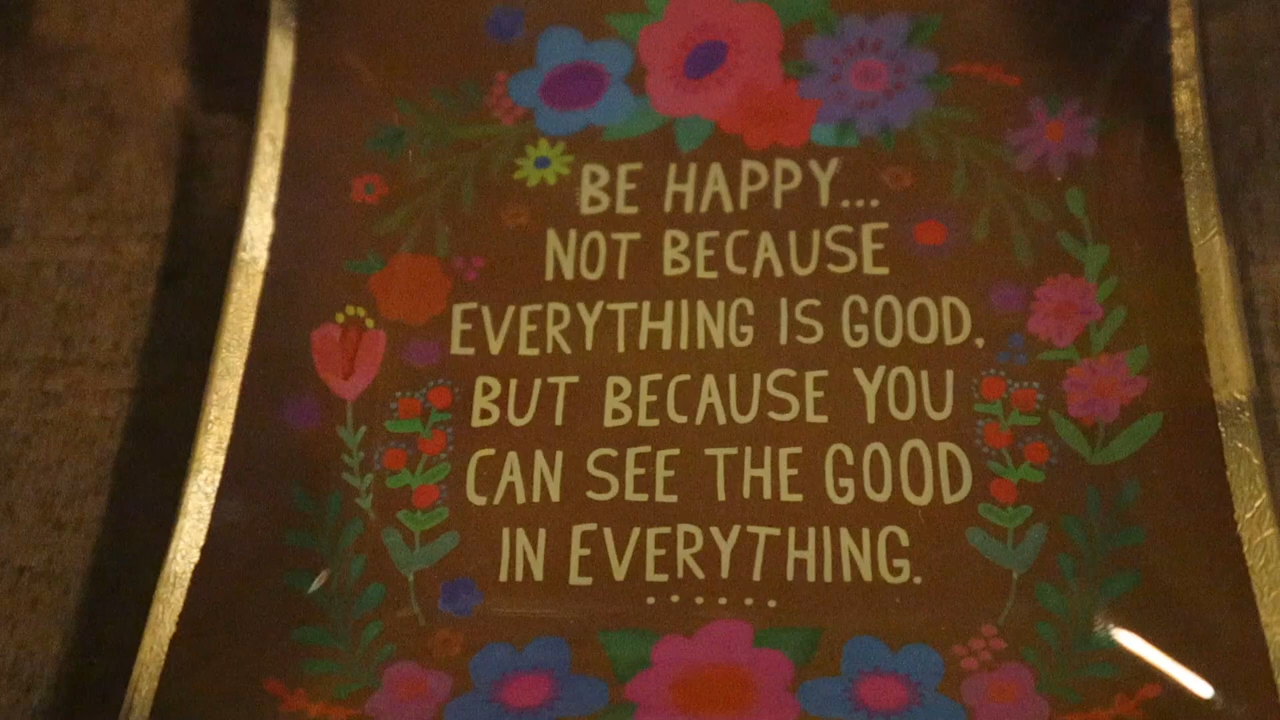 BE HAPPY...
NOT BECAUSE
EVERYTHING IS GOOD,
BUT BECAUSE YOU
CAN SEE THE GOOD
IN EVERYTHING.